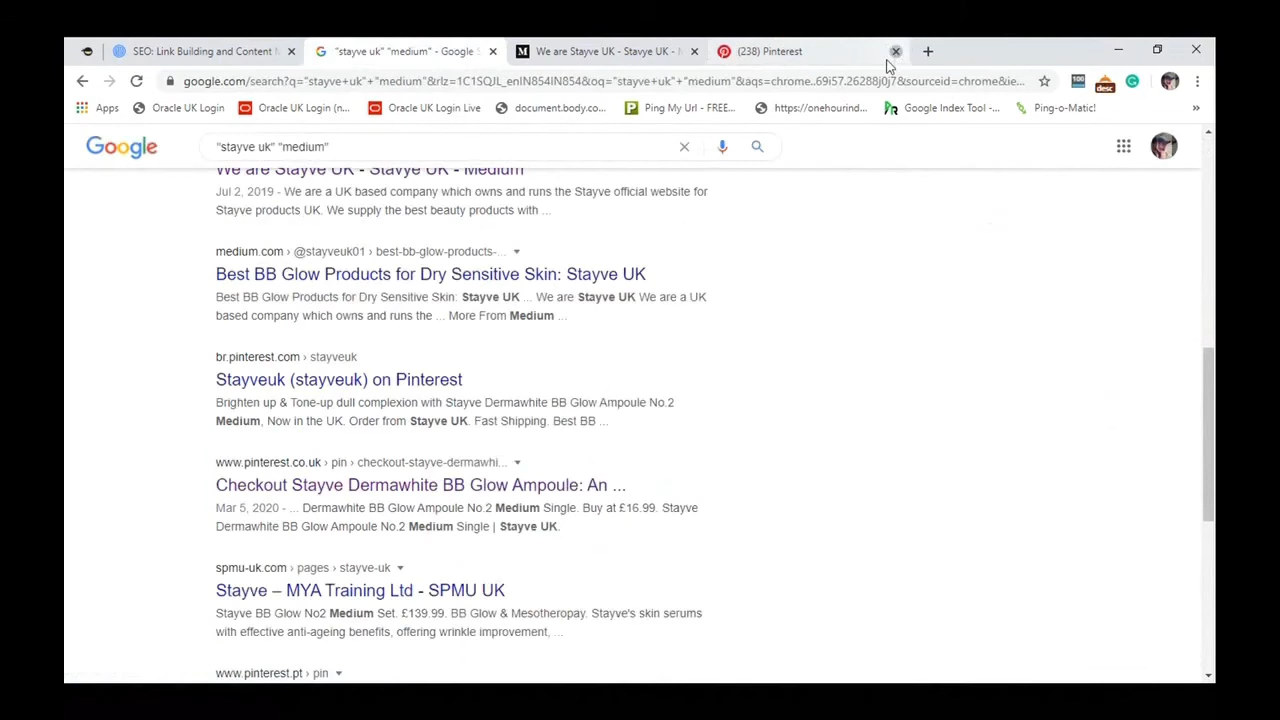 SEO: Link Building and Content M
"stayve uk" "medium" - Google S
We are Stayve UK - Stavye UK - M
(238) Pinterest
google.com/search?q="stayve+uk"+"medium"&rlz=1C1SQJL_enIN854IN854&oq="stayve+uk"+"medium"&aqs=chrome..69i57.26288j0j7&sourceid=chrome&ie...
100
desc
Apps
Oracle UK Login
Oracle UK Login (n...
Oracle UK Login Live
document.body.co...
Ping My Url - FREE...
https://onehourind...
Google Index Tool -...
Ping-o-Matic!
»
Google
"stayve uk" "medium"
We are Stayve UK - Stavye UK - Medium
Jul 2, 2019 - We are a UK based company which owns and runs the Stayve official website for
Stayve products UK. We supply the best beauty products with ...
medium.com › @stayveuk01 › best-bb-glow-products-...
Best BB Glow Products for Dry Sensitive Skin: Stayve UK
Best BB Glow Products for Dry Sensitive Skin: Stayve UK ... We are Stayve UK We are a UK
based company which owns and runs the ... More From Medium ...
br.pinterest.com › stayveuk
Stayveuk (stayveuk) on Pinterest
Brighten up & Tone-up dull complexion with Stayve Dermawhite BB Glow Ampoule No.2
Medium, Now in the UK. Order from Stayve UK. Fast Shipping. Best BB ...
www.pinterest.co.uk › pin › checkout-stayve-dermawhi...
Checkout Stayve Dermawhite BB Glow Ampoule: An ...
Mar 5, 2020 - ... Dermawhite BB Glow Ampoule No.2 Medium Single. Buy at £16.99. Stayve
Dermawhite BB Glow Ampoule No.2 Medium Single | Stayve UK.
spmu-uk.com › pages › stayve-uk
Stayve – MYA Training Ltd - SPMU UK
Stayve BB Glow No2 Medium Set. £139.99. BB Glow & Mesotheropay. Stayve's skin serums
with effective anti-ageing benefits, offering wrinkle improvement, ...
www.pinterest.pt › pin